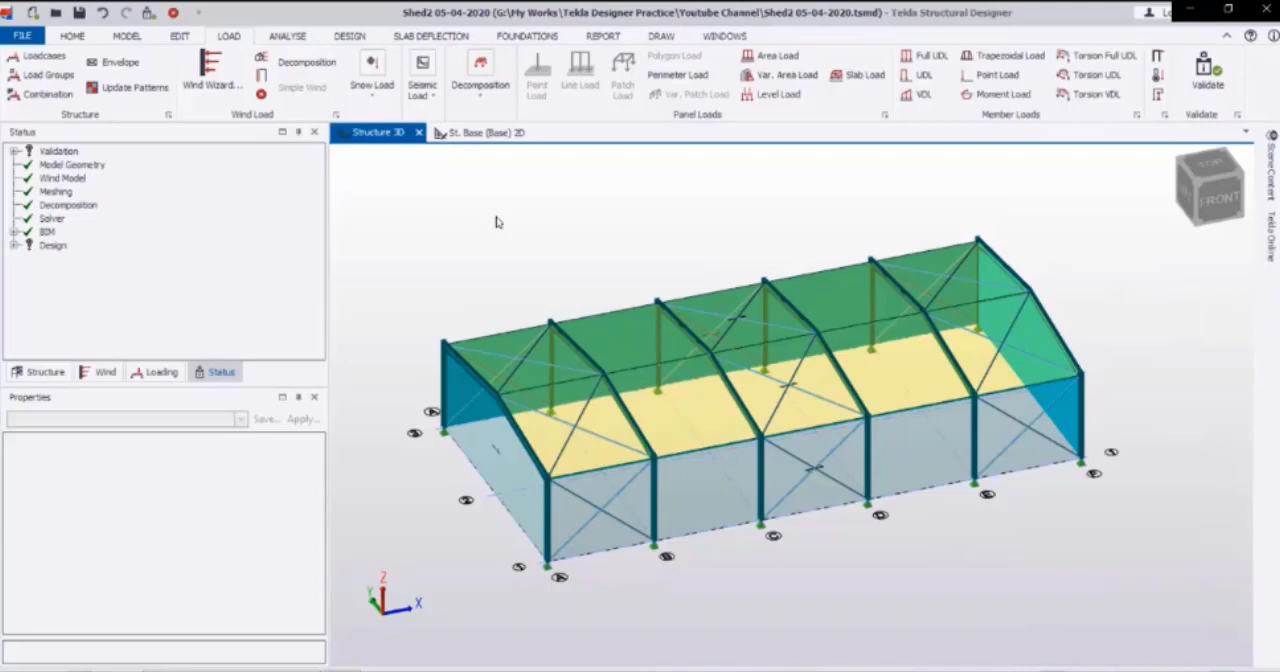 Shed2 05-04-2020 (G:\My Works\Tekla Designer Practice\Youtube Channel\Shed2 05-04-2020.tsmd) - Tekla Structural Designer
FILE HOME MODEL EDIT LOAD ANALYSE DESIGN SLAB DEFLECTION FOUNDATIONS REPORT DRAW WINDOWS
Loadcases Envelope Decomposition Polygon Load Area Load Full UDL Trapezoidal Load Torsion Full UDL
Load Groups Perimeter Load Var. Area Load Slab Load UDL Point Load Torsion UDL
Combination Update Patterns Wind Wizard... Simple Wind Snow Load Seismic Load Decomposition Point Load Line Load Patch Load Var. Patch Load Level Load VDL Moment Load Torsion VDL Validate
Structure Wind Load Panel Loads Member Loads Validate
Status
Structure 3D
St. Base (Base) 2D
Validation
Model Geometry
Wind Model
Meshing
Decomposition
Solver
BIM
Design
Structure Wind Loading Status
Properties
Save... Apply...
TOP
FRONT
Scene Content
Tekla Online
A
B
C
D
E
F
Z
Y
X